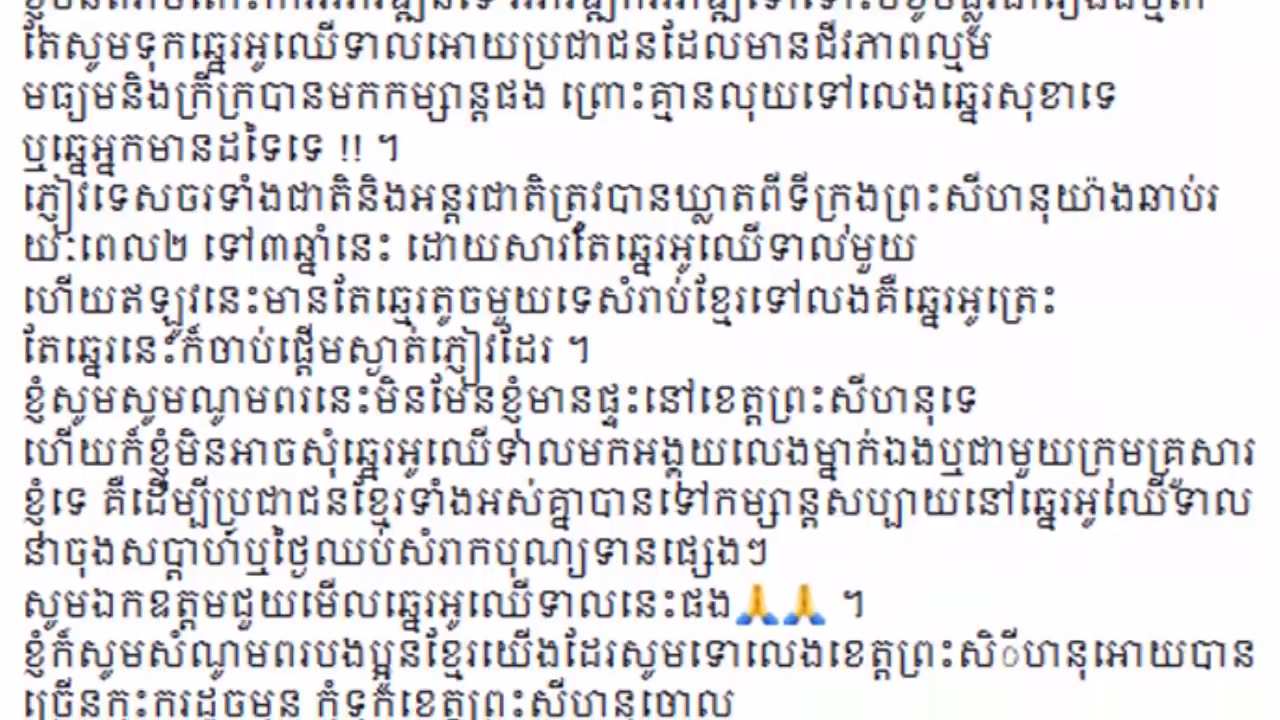 តែសូមទុកឆ្នេរអូឈើទាលអោយប្រជាជនដែលមានជីវភាពល្មម
មធ្យមនិងក្រីក្របានមកកម្សាន្តផង ព្រោះគ្មានលុយទៅលេងឆ្នេរសុខាទេ
ឬឆ្នេអ្នកមានដទៃទេ !! ។
ភ្ញៀវទេសចរទាំងជាតិនិងអន្តរជាតិត្រូវបានឃ្លាតពីទីក្រុងព្រះសីហនុយ៉ាងឆាប់រ
យៈពេល២ ទៅ៣ឆ្នាំនេះ ដោយសារតែឆ្នេរអូឈើទាល់មួយ
ហើយឥឡូវនេះមានតែឆ្មេរតូចមួយទេសំរាប់ខ្មែរទៅលងគឺឆ្នេរអូត្រេះ
តែឆ្នេរនេះក៏ចាប់ផ្តើមស្ងាត់ភ្ញៀវដែរ ។
ខ្ញុំសូមសូមណូមពរនេះមិនមែនខ្ញុំមានផ្ទះនៅខេត្តព្រះសីហនុទេ
ហើយក៏ខ្ញុំមិនអាចសុំឆ្នេរអូឈើទាលមកអង្គុយលេងម្នាក់ឯងឬជាមួយក្រុមគ្រួសារ
ខ្ញុំទេ គឺដើម្បីប្រជាជនខ្មែរទាំងអស់គ្នាបានទៅកម្សាន្តសប្បាយនៅឆ្នេរអូឈើទាល
នាចុងសប្តាហ៍ឬថ្ងៃឈប់សំរាកបុណ្យទានផ្សេងៗ
សូមឯកឧត្តមជួយមើលឆ្នេរអូឈើទាលនេះផង🙏🙏 ។
ខ្ញុំក៏សូមសំណូមពរបងប្អូនខ្មែរយើងដែរសូមទៅលេងខេត្តព្រះសិីហនុអោយបាន
ច្រើនកុះករដូចមុន កុំទុកខេត្តព្រះសីហនុចោល